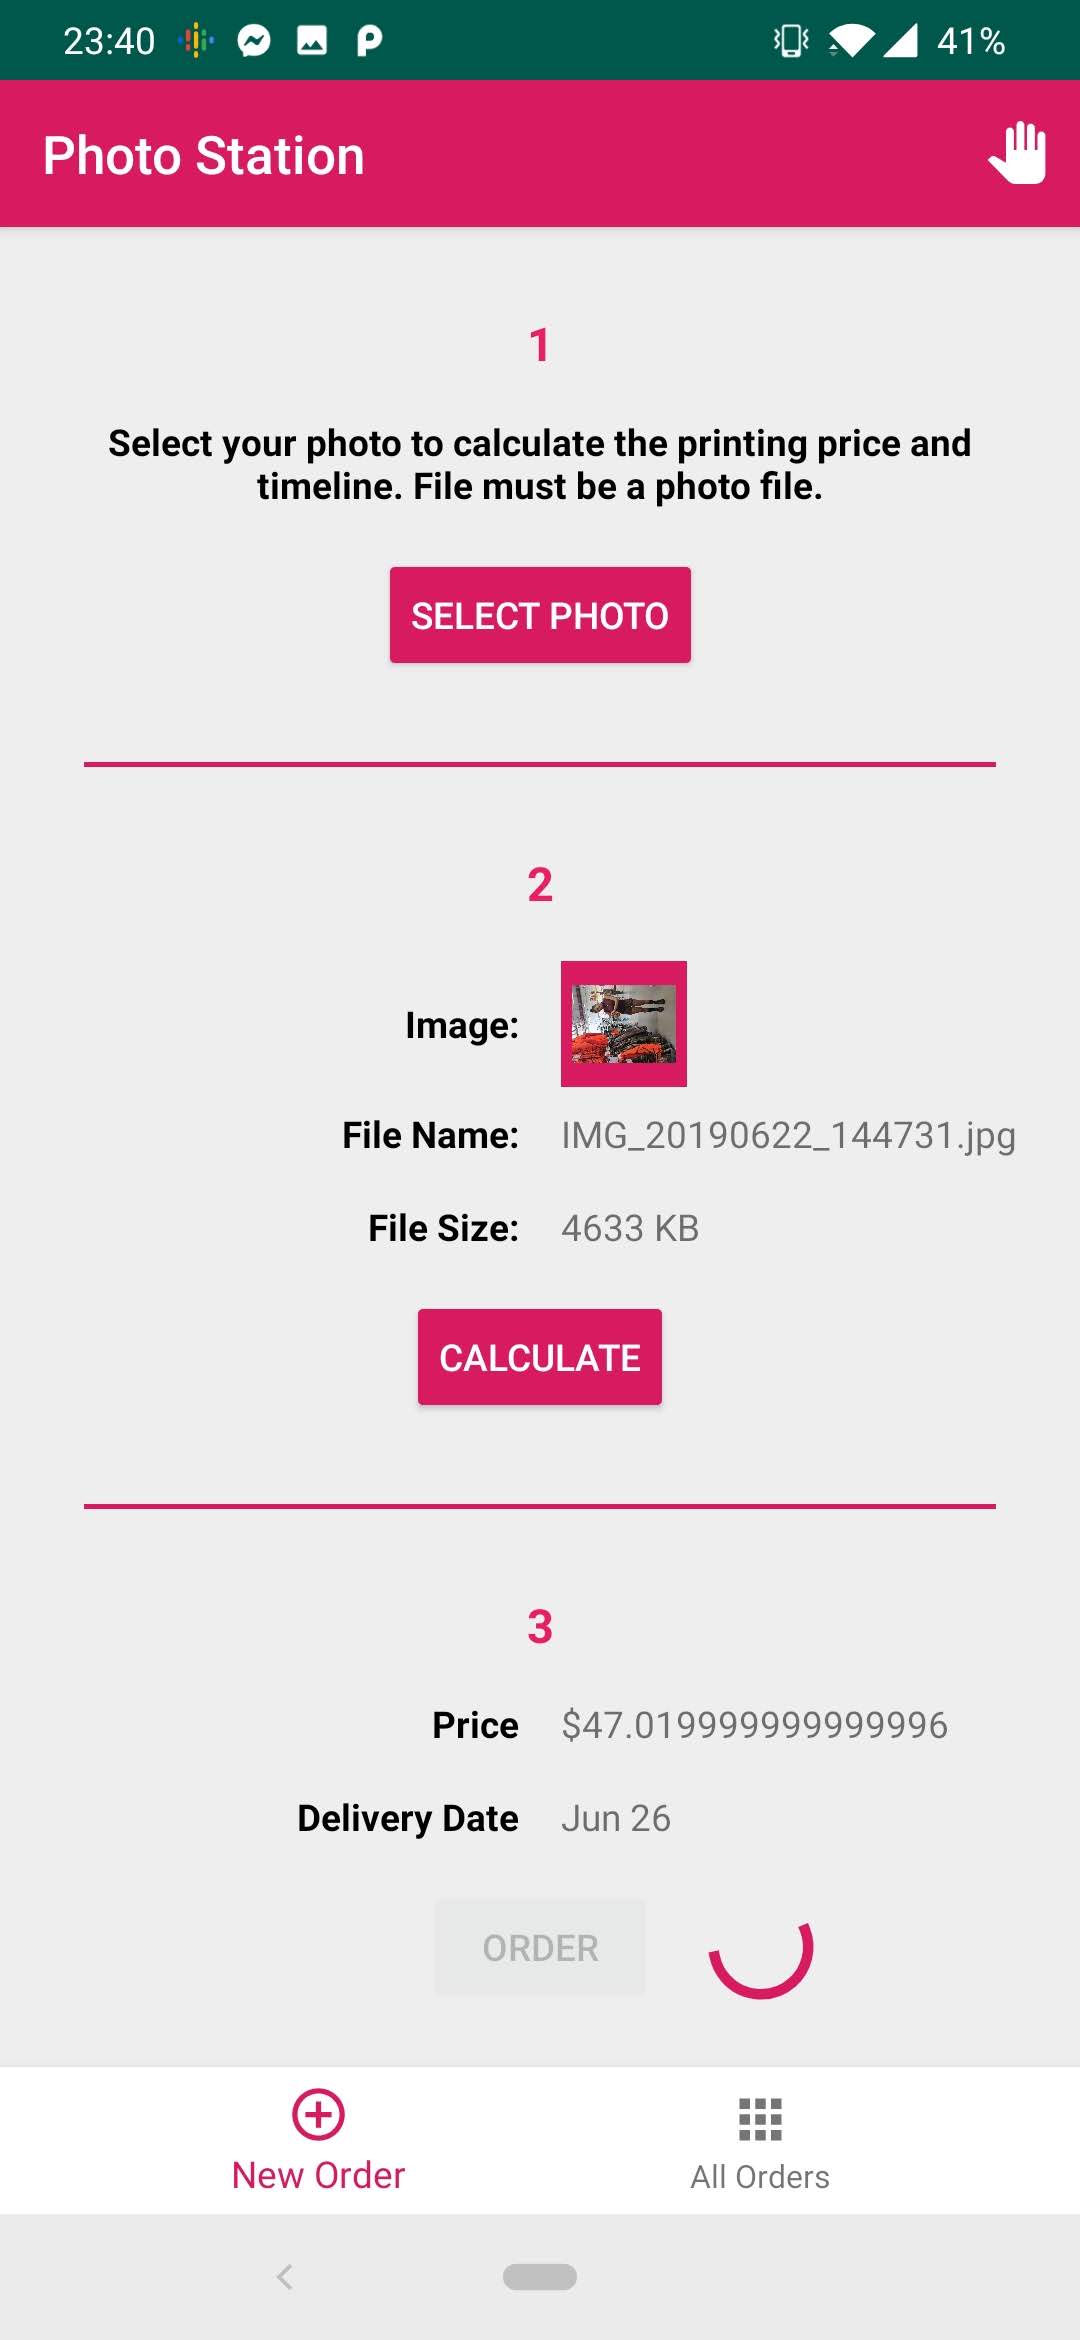 23:40
41%
Photo Station
1
Select your photo to calculate the printing price and
timeline. File must be a photo file.
SELECT PHOTO
2
Image:
File Name: IMG_20190622_144731.jpg
File Size: 4633 KB
CALCULATE
3
Price $47.019999999999996
Delivery Date Jun 26
ORDER
New Order
All Orders